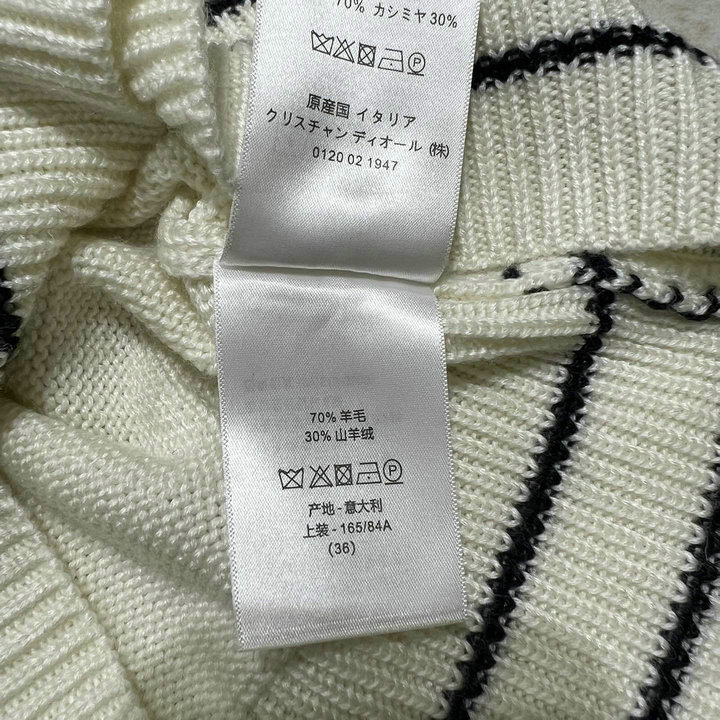 70% カシミヤ 30%
P
原産国 イタリア
クリスチャン ディオール (株)
0120 02 1947
70% 羊毛
30% 山羊绒
P
产地 - 意大利
上装 - 165/84A
(36)